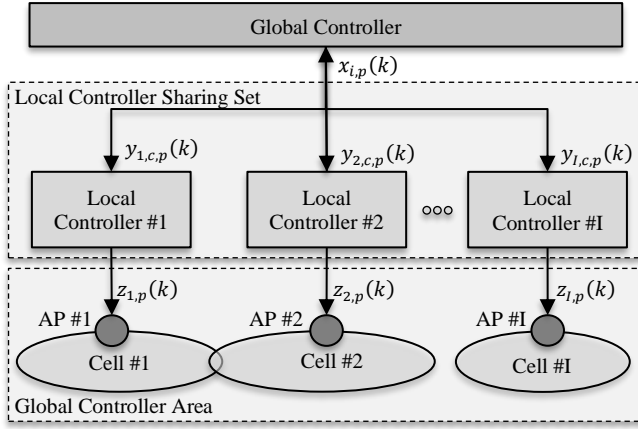 Global Controller
x_{i,p}(k)
Local Controller Sharing Set
y_{1,c,p}(k) y_{2,c,p}(k) y_{I,c,p}(k)
Local Local Local
Controller #1 Controller #2 Controller #I
z_{1,p}(k) z_{2,p}(k) z_{I,p}(k)
AP #1 AP #2 AP #I
Cell #1 Cell #2 Cell #I
Global Controller Area